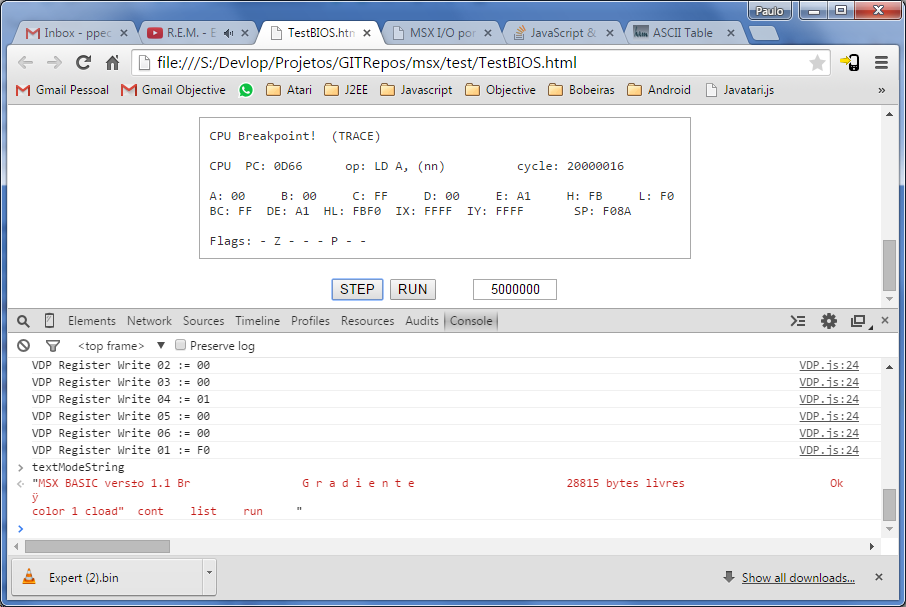 Paulo
Inbox - ppec
R.E.M. - E
TestBIOS.htm
MSX I/O por
JavaScript &
ASCII Table
file:///S:/Devlop/Projetos/GITRepos/msx/test/TestBIOS.html
Gmail Pessoal Gmail Objective Atari J2EE Javascript Objective Bobeiras Android Javatari.js »
CPU Breakpoint! (TRACE)
CPU PC: 0D66 op: LD A, (nn) cycle: 20000016
A: 00 B: 00 C: FF D: 00 E: A1 H: FB L: F0
BC: FF DE: A1 HL: FBF0 IX: FFFF IY: FFFF SP: F08A
Flags: - Z - - - P - -
STEP RUN 5000000
Elements Network Sources Timeline Profiles Resources Audits Console
<top frame> ▼ Preserve log
VDP Register Write 02 := 00 VDP.js:24
VDP Register Write 03 := 00 VDP.js:24
VDP Register Write 04 := 01 VDP.js:24
VDP Register Write 05 := 00 VDP.js:24
VDP Register Write 06 := 00 VDP.js:24
VDP Register Write 01 := F0 VDP.js:24
> textModeString
"MSX BASIC vers±o 1.1 Br G r a d i e n t e 28815 bytes livres Ok
ÿ
color 1 cload" cont list run "
>
Expert (2).bin Show all downloads...